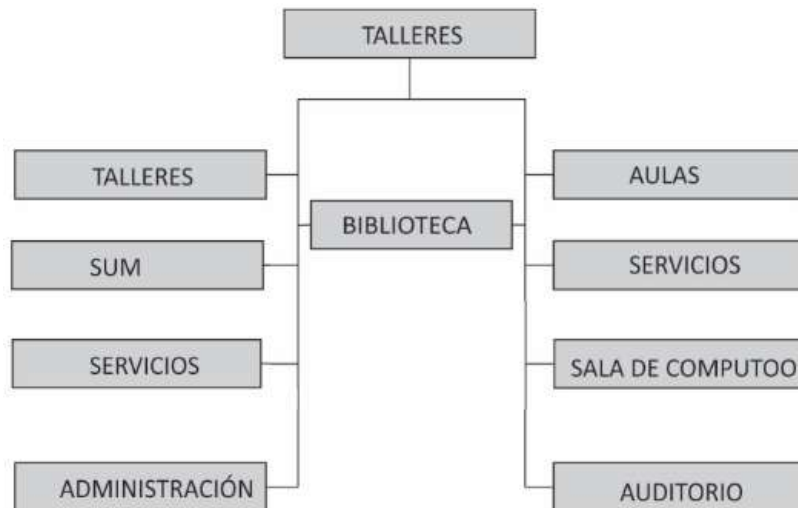 TALLERES
TALLERES
AULAS
BIBLIOTECA
SUM
SERVICIOS
SERVICIOS
SALA DE COMPUTOO
ADMINISTRACIÓN
AUDITORIO